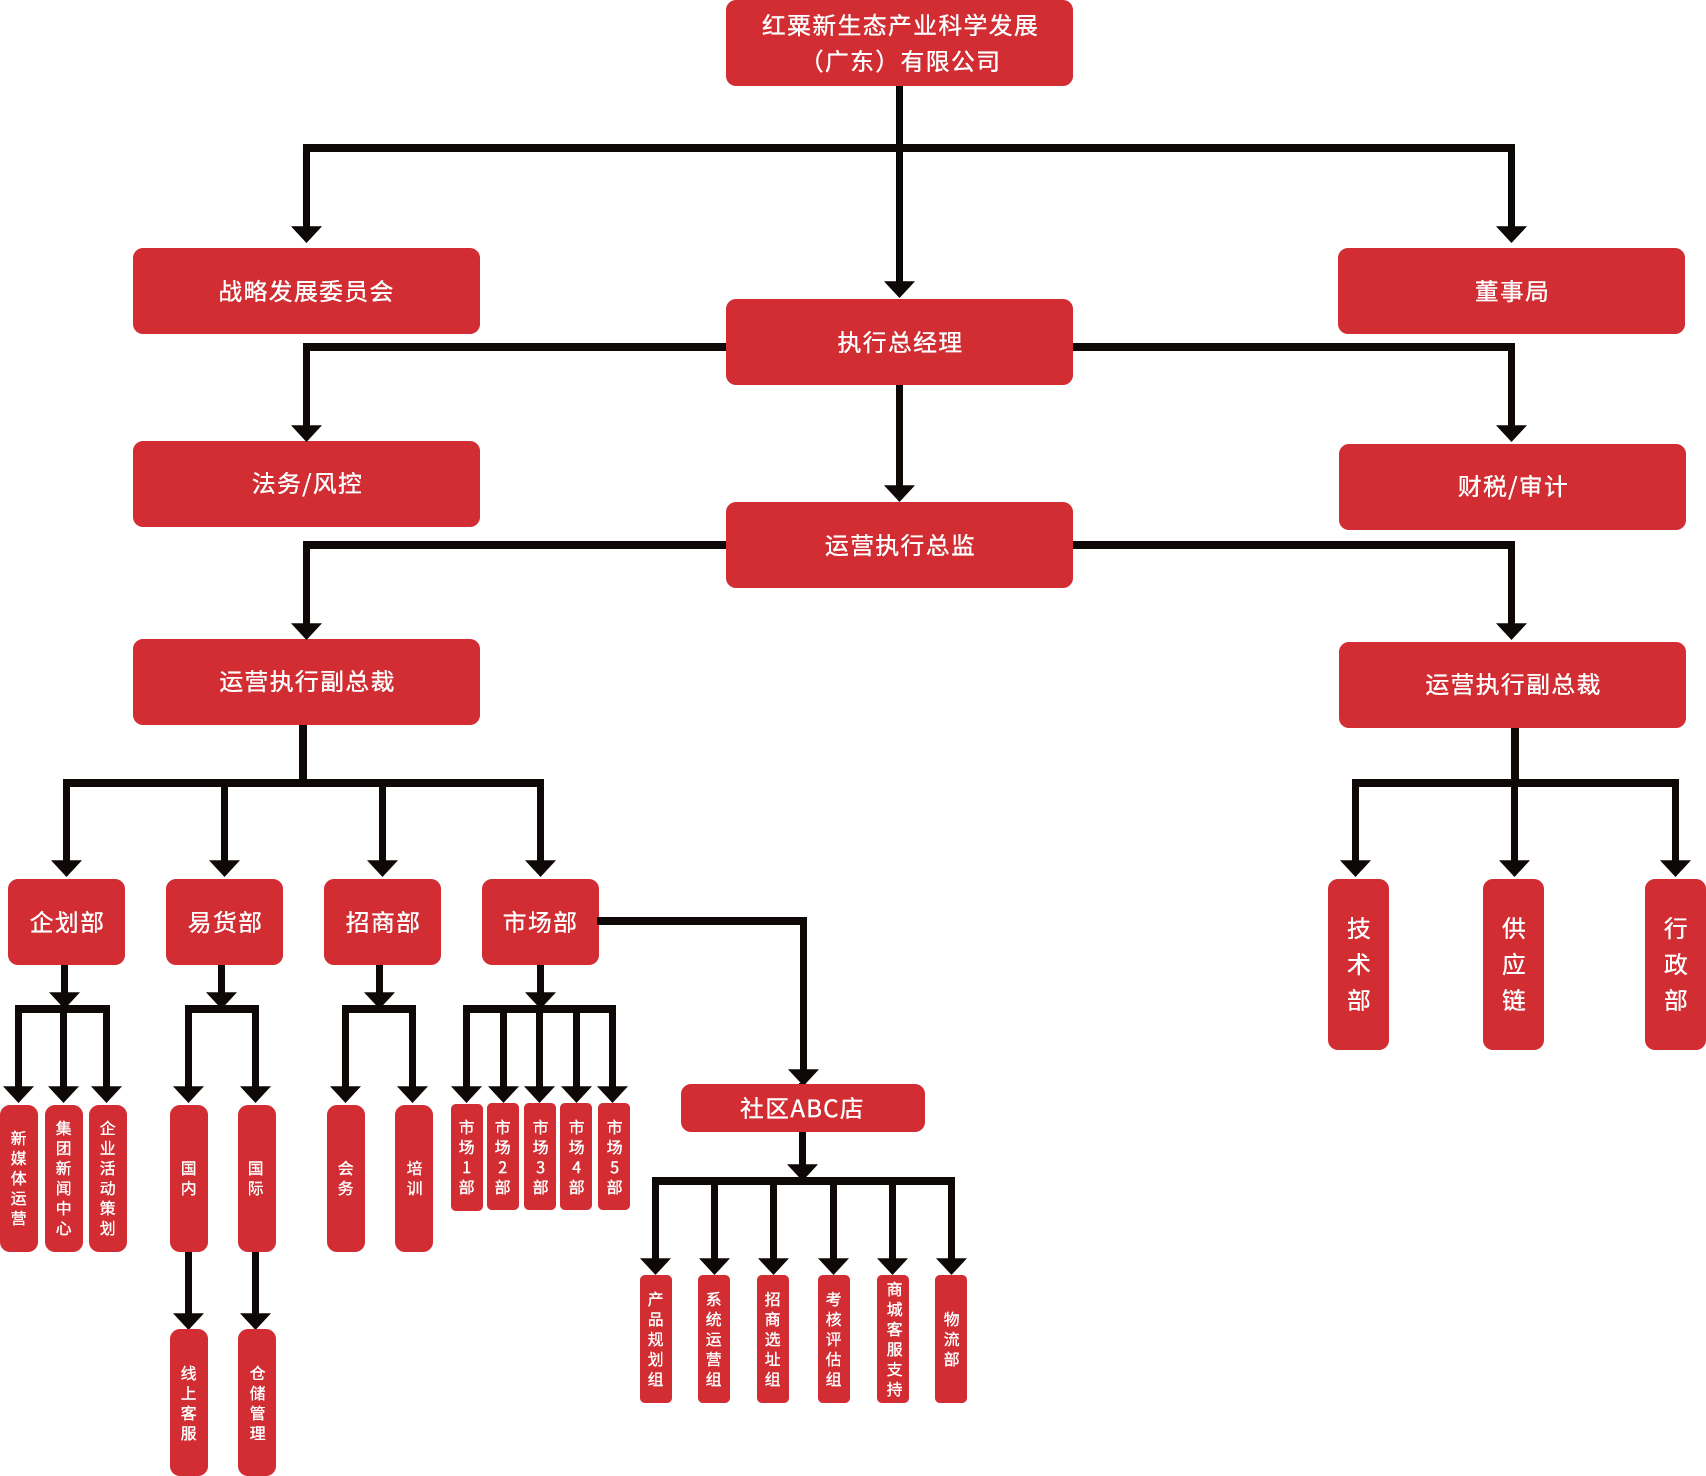 红粟新生态产业科学发展
（广东）有限公司
战略发展委员会
董事局
执行总经理
法务/风控
财税/审计
运营执行总监
运营执行副总裁
运营执行副总裁
企划部
易货部
招商部
市场部
技术部
供应链
行政部
社区ABC店
新媒体运营
集团新闻中心
企业活动策划
国内
国际
会务
培训
市场1部
市场2部
市场3部
市场4部
市场5部
产品规划组
系统运营组
招商选址组
考核评估组
商城客服支持
物流部
线上客服
仓储管理